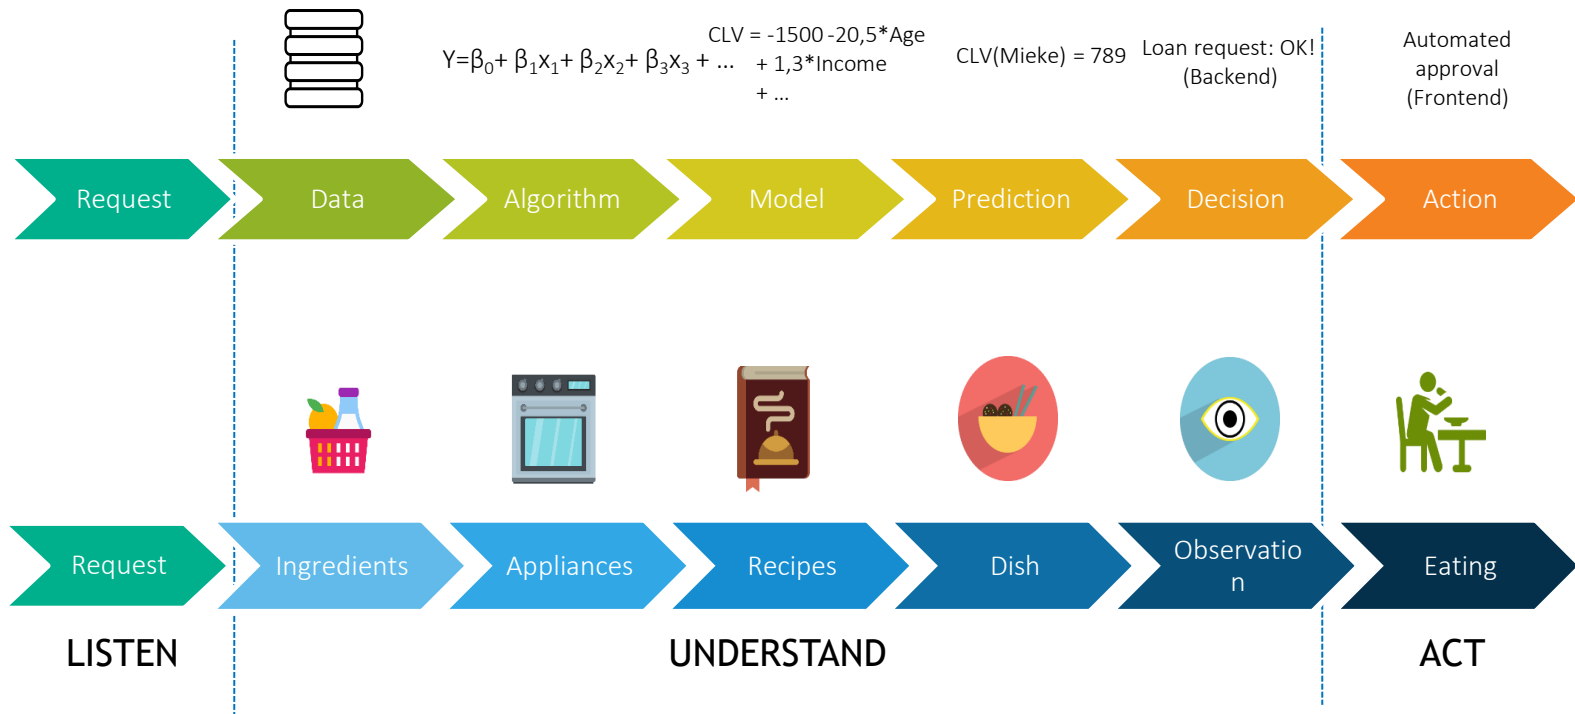 Y=β₀+ β₁x₁+ β₂x₂+ β₃x₃ + ...
CLV = -1500 -20,5*Age
+ 1,3*Income
+ ...
CLV(Mieke) = 789
Loan request: OK!
(Backend)
Automated
approval
(Frontend)
Request
Data
Algorithm
Model
Prediction
Decision
Action
Request
Ingredients
Appliances
Recipes
Dish
Observatio
n
Eating
LISTEN
UNDERSTAND
ACT